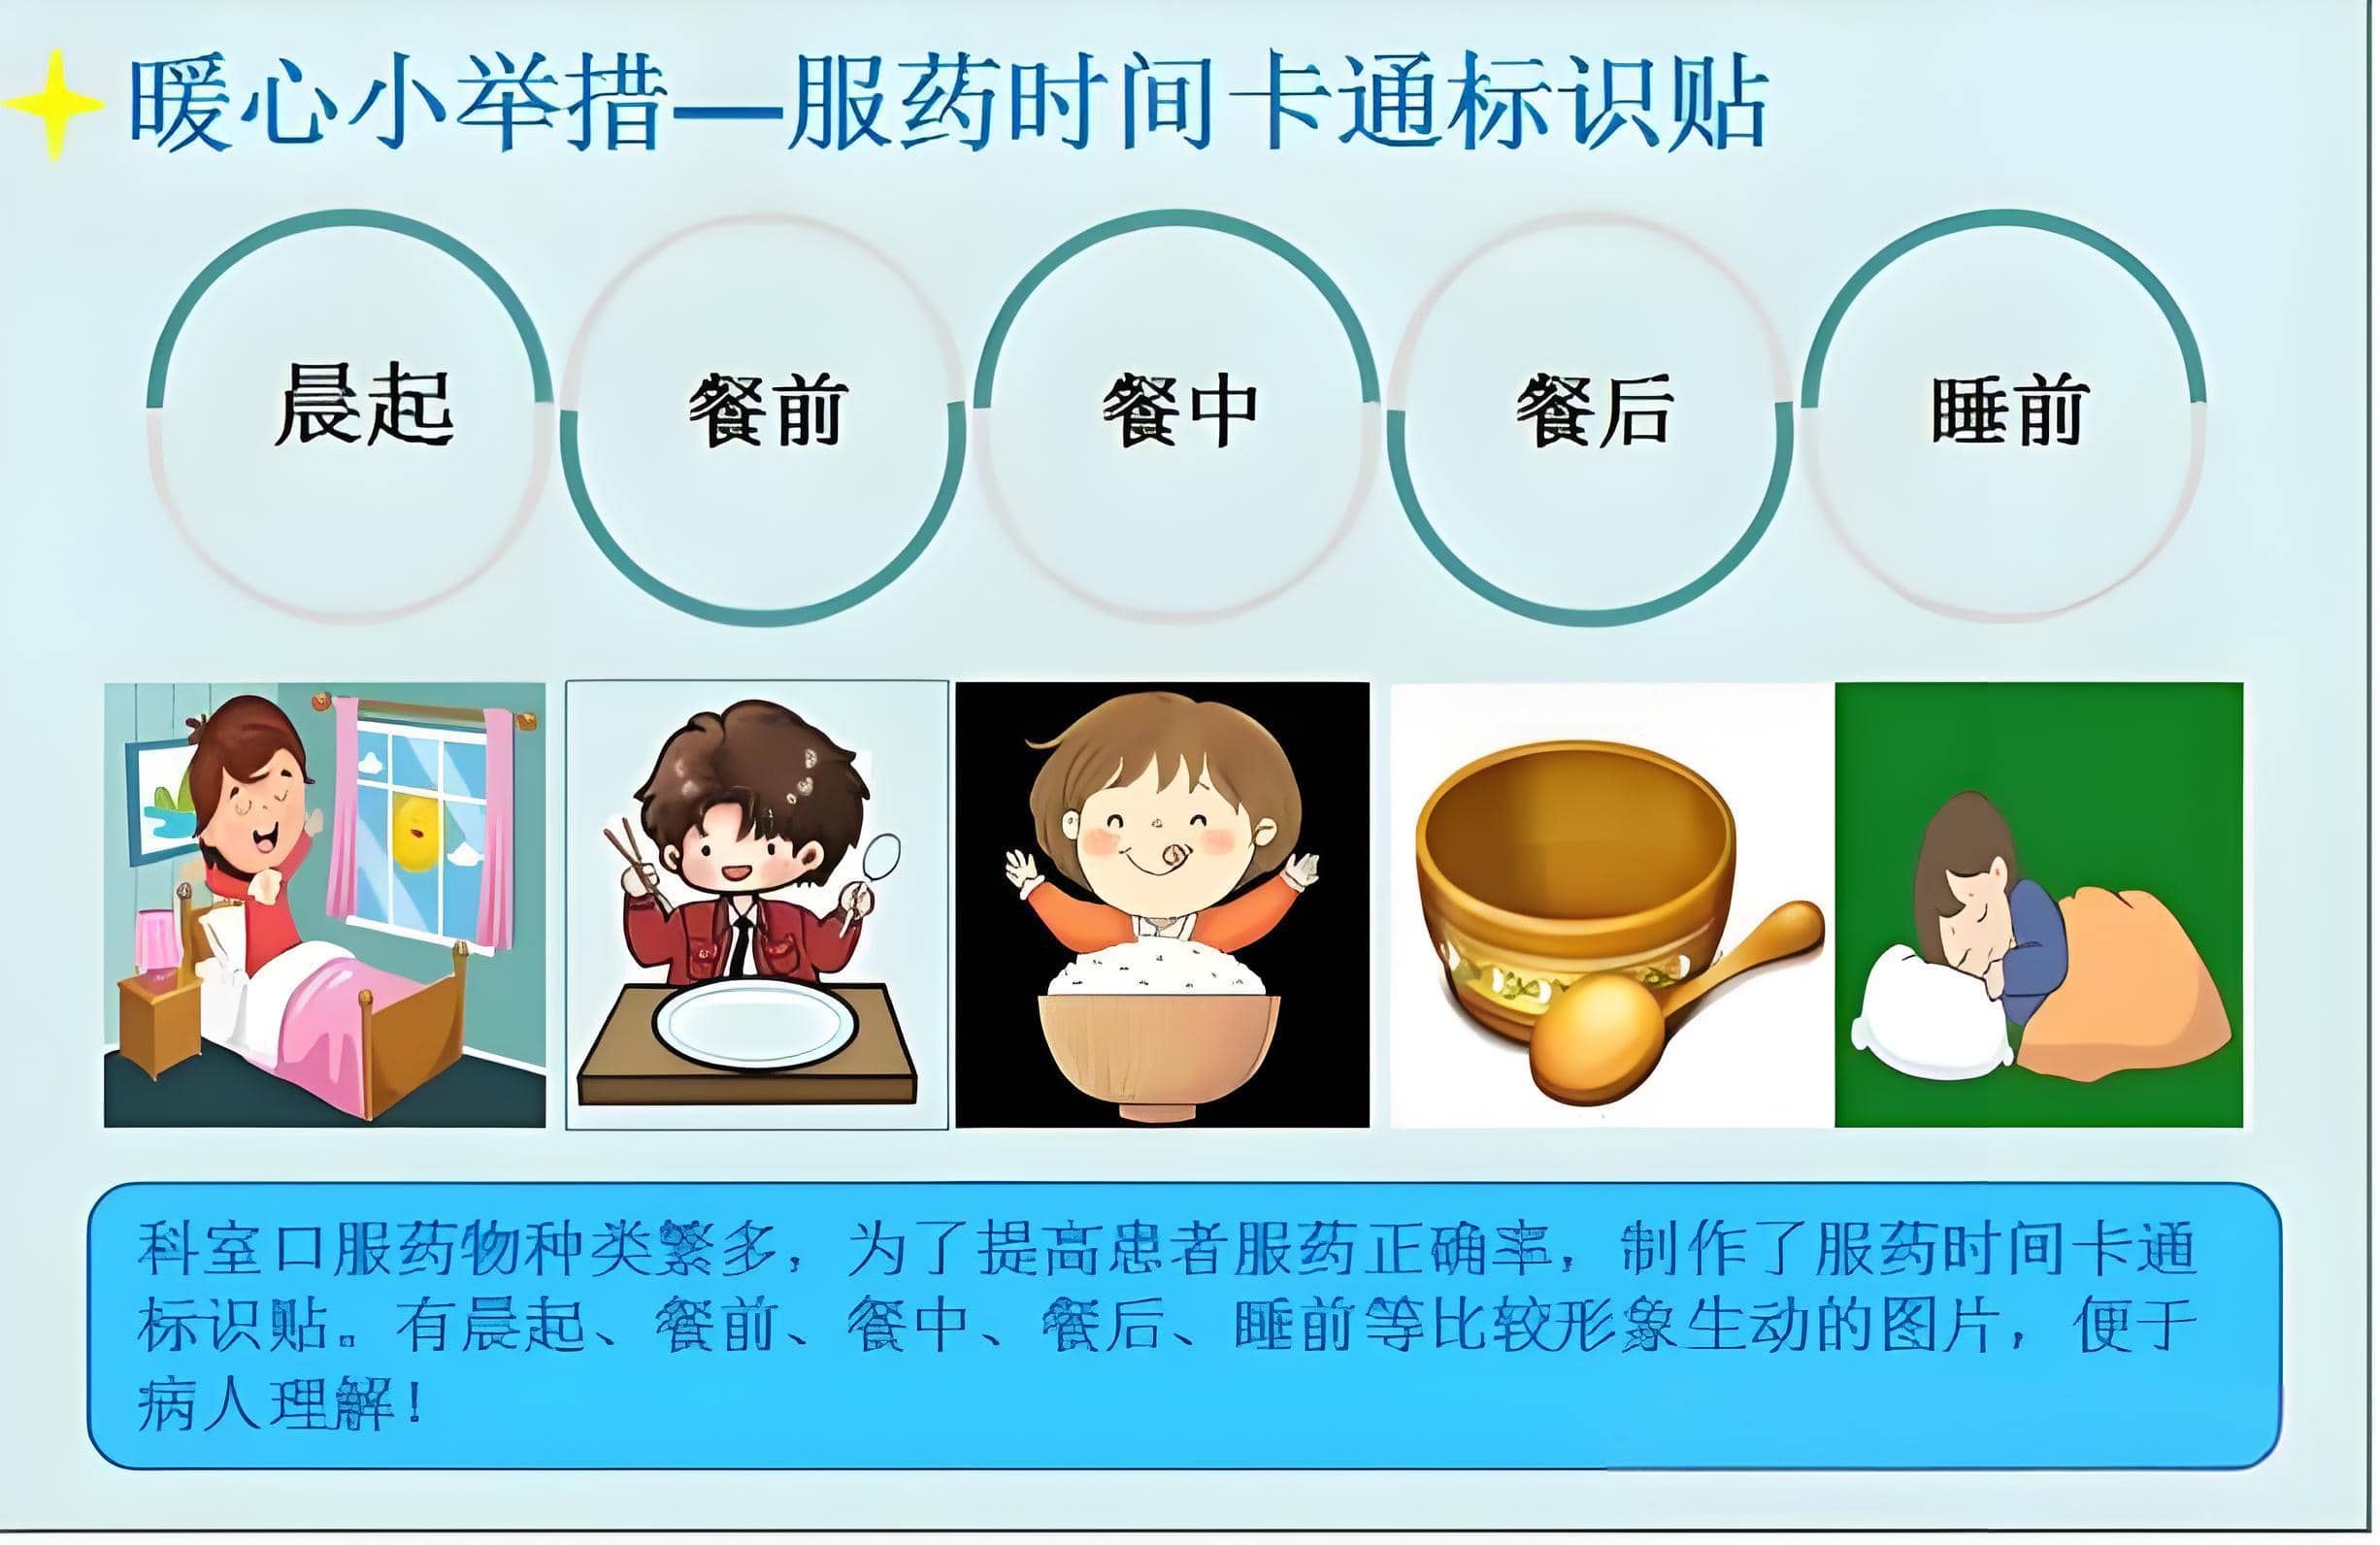 暖心小举措—服药时间卡通标识贴
晨起
餐前
餐中
餐后
睡前
科室口服药物种类繁多，为了提高患者服药正确率，制作了服药时间卡通
标识贴。有晨起、餐前、餐中、餐后、睡前等比较形象生动的图片，便于
病人理解！